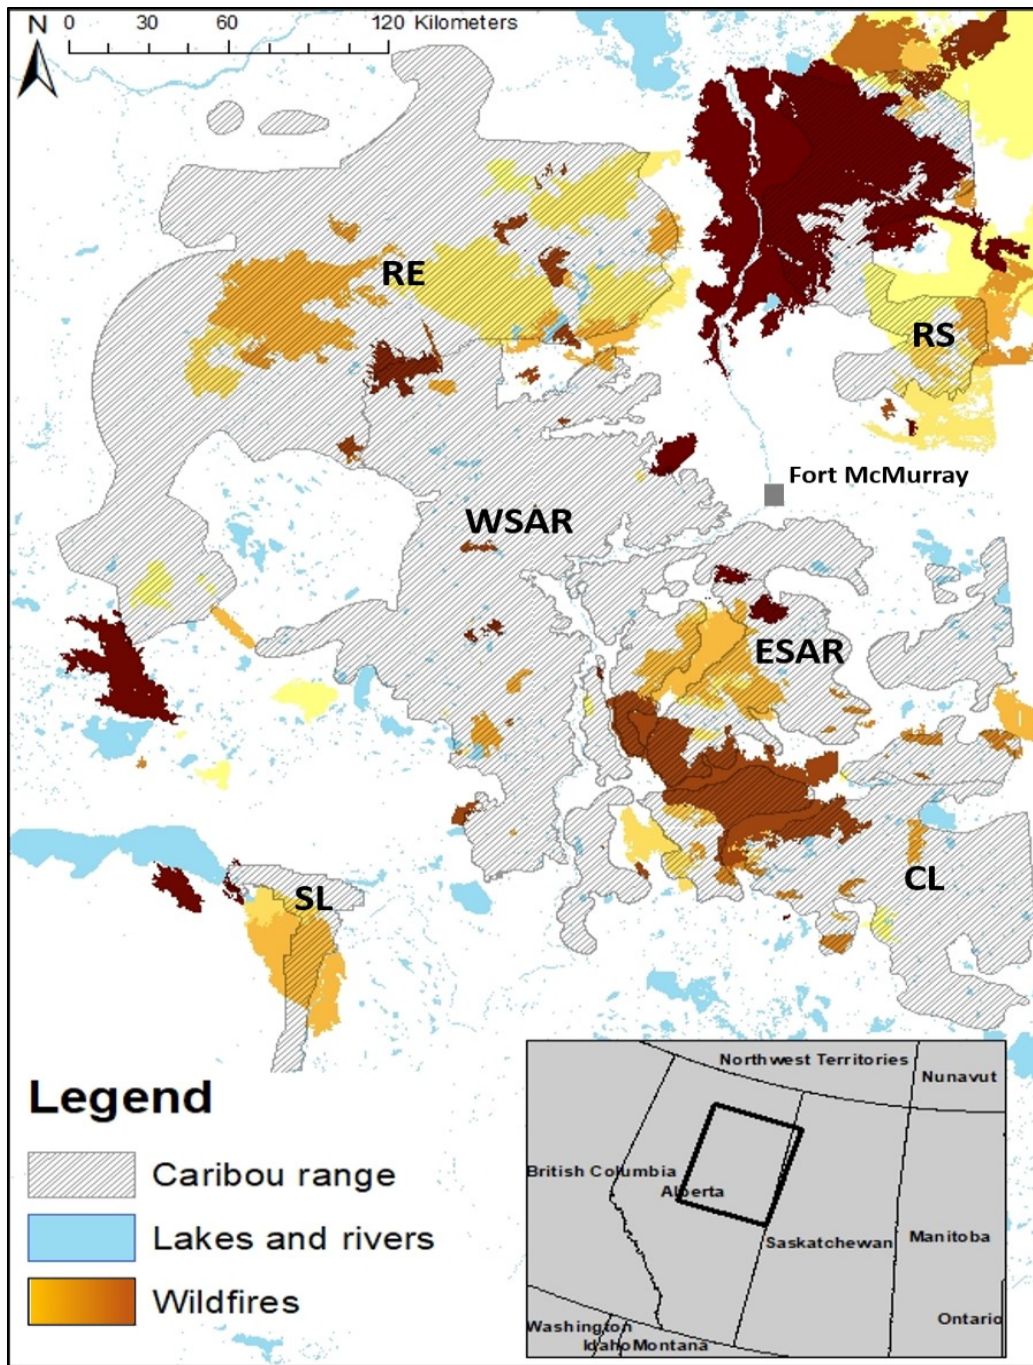 N
0 30 60 120 Kilometers
RE
RS
Fort McMurray
WSAR
ESAR
CL
SL
Legend
Caribou range
Lakes and rivers
Wildfires
Northwest Territories
Nunavut
British Columbia
Alberta
Saskatchewan
Manitoba
Ontario
Washington
Idaho
Montana